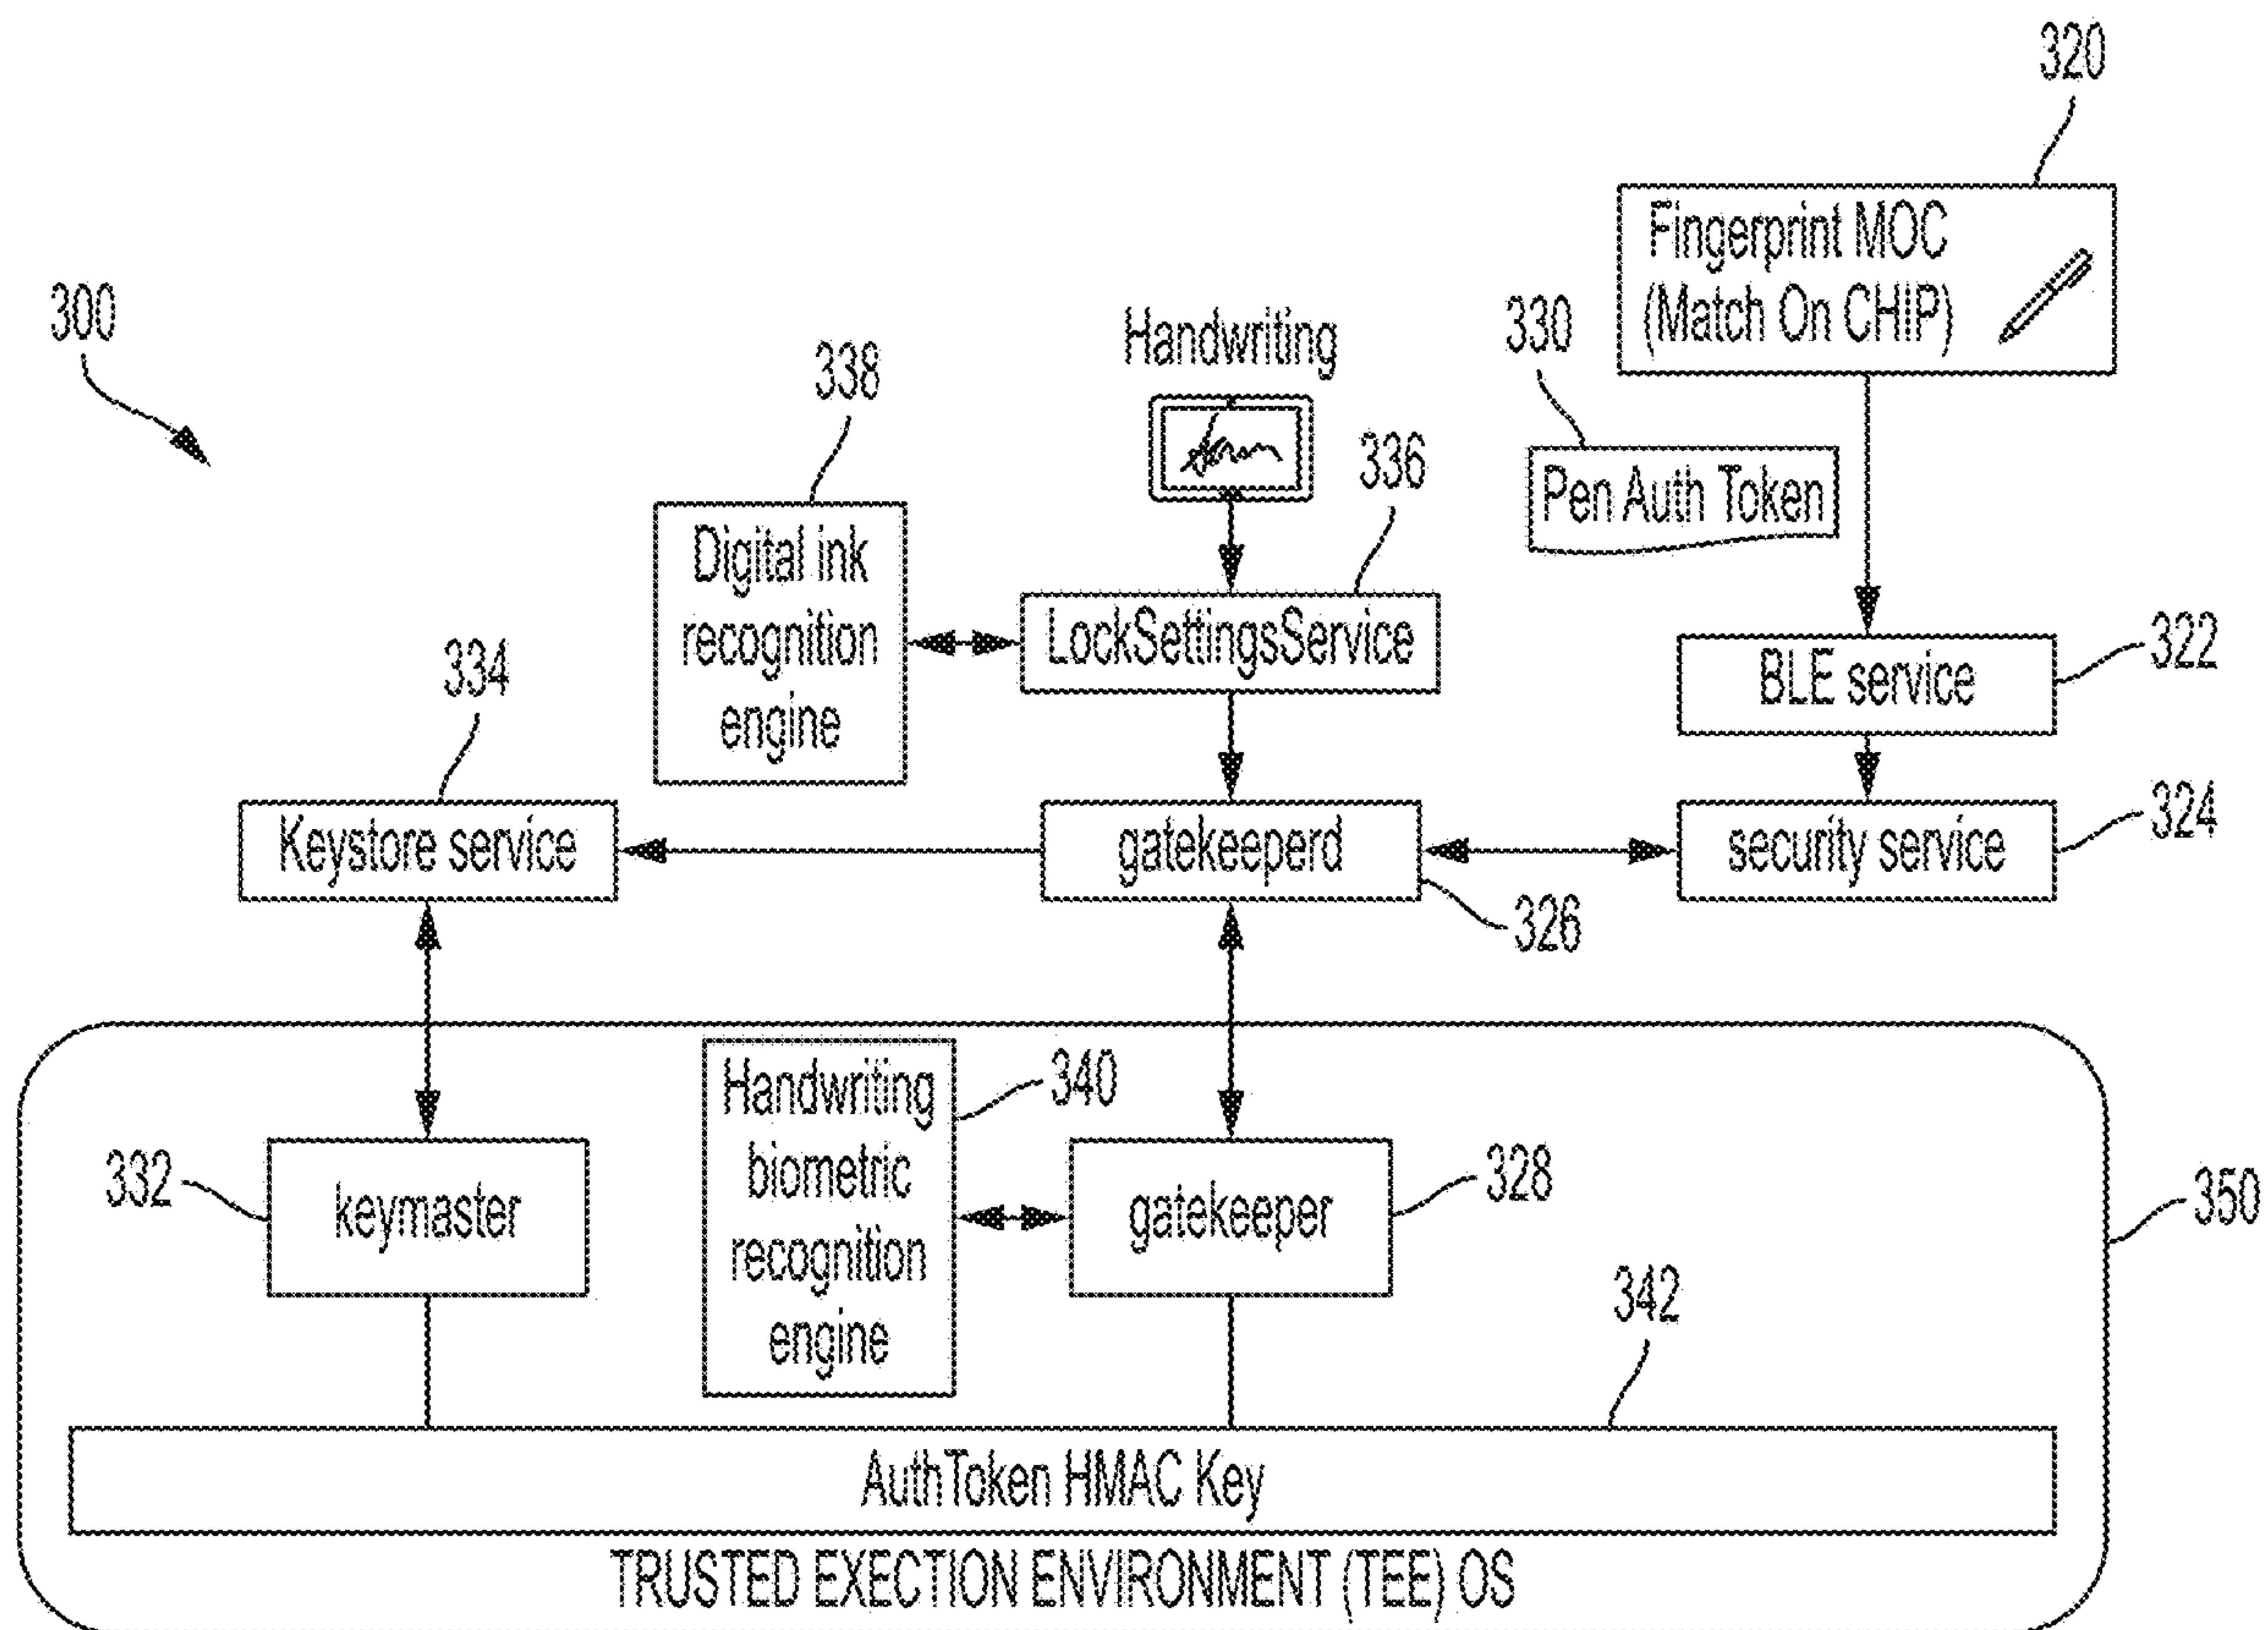 320
Fingerprint MOC
(Match On CHIP)
300
330
Handwriting
338
Pen Auth Token
336
Digital ink
recognition
engine
LockSettingsService
322
BLE service
334
324
Keystore service
gatekeeperd
security service
326
Handwriting
biometric
recognition
engine
340
332
keymaster
gatekeeper
328
350
342
AuthToken HMAC Key
TRUSTED EXECTION ENVIRONMENT (TEE) OS